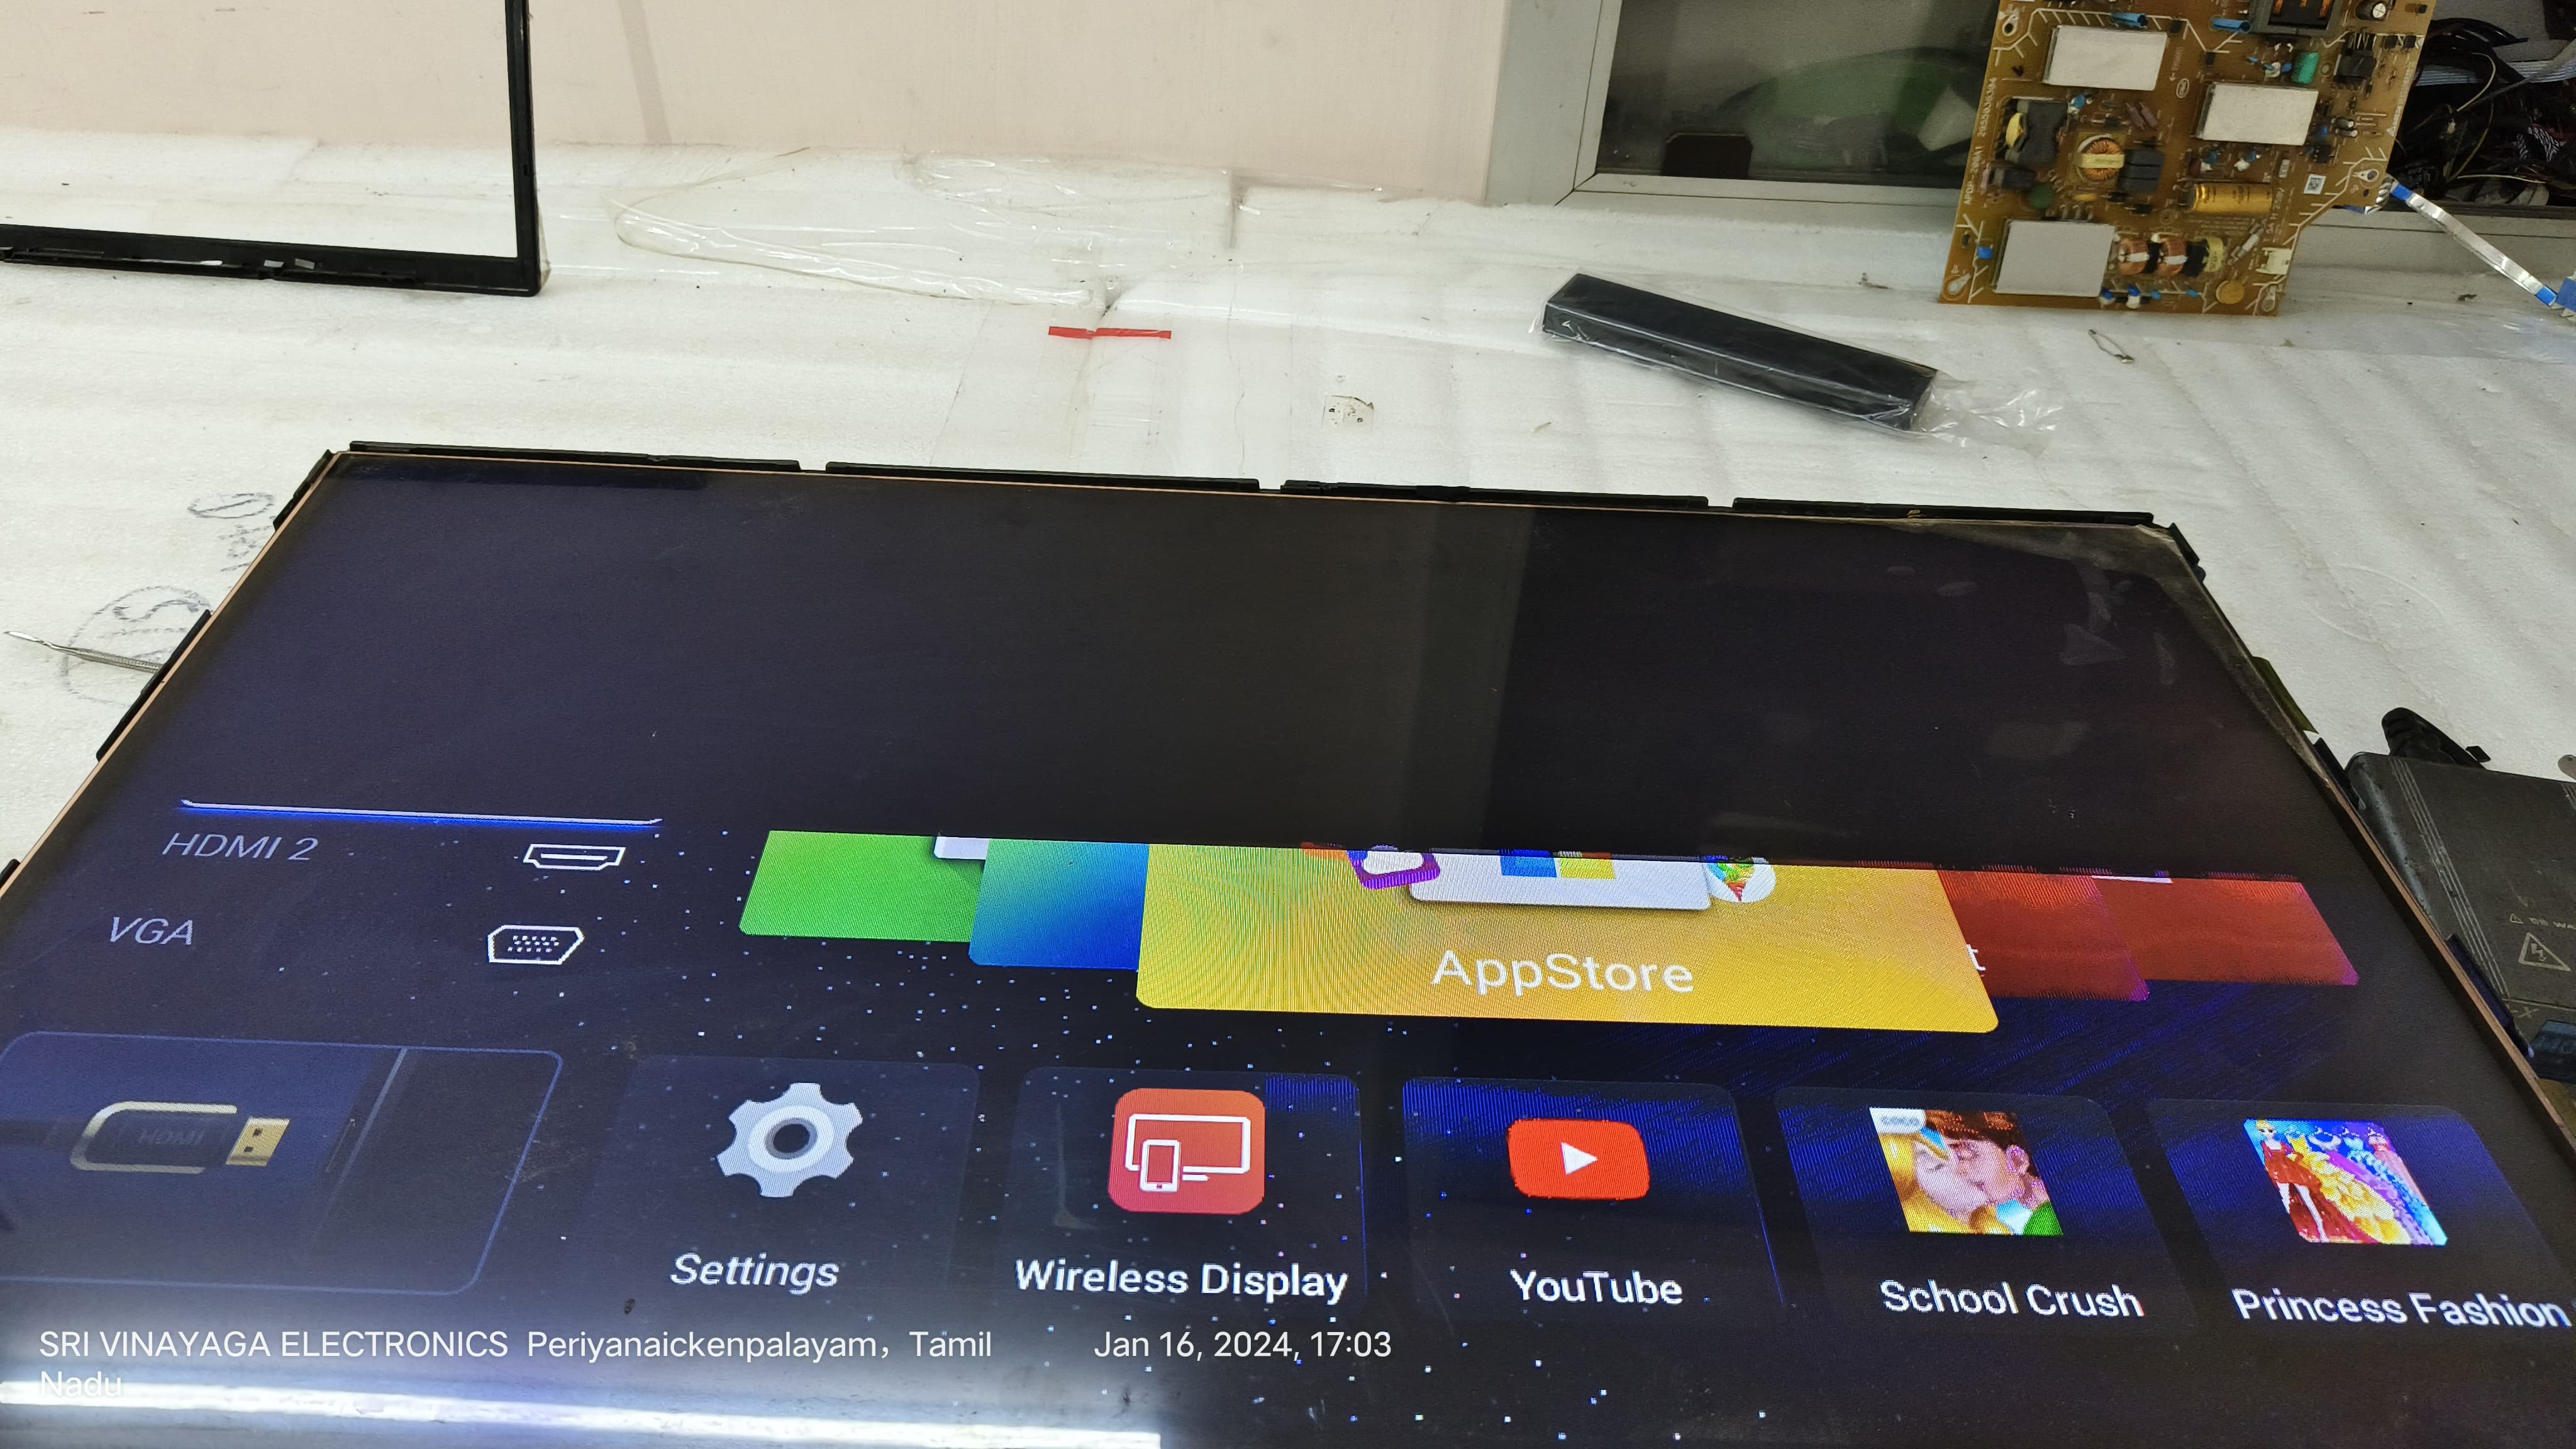 HDMI 2
VGA
AppStore
t
HDMI
Settings
Wireless Display
YouTube
School Crush
Princess Fashion
SRI VINAYAGA ELECTRONICS Periyanaickenpalayam, Tamil
Nadu
Jan 16, 2024, 17:03